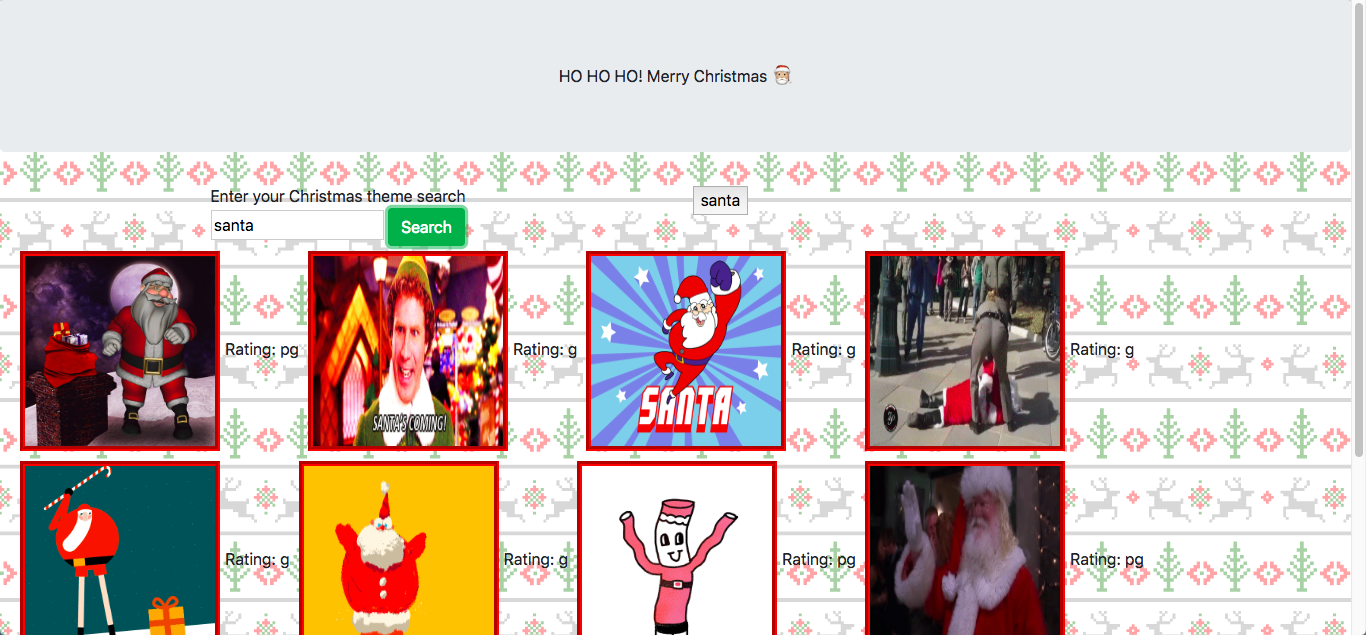 HO HO HO! Merry Christmas 🎅🏼
Enter your Christmas theme search
santa
santa
Search
SANTA'S COMING!
SANTA
Rating: pg
Rating: g
Rating: g
Rating: g
Rating: g
Rating: g
Rating: pg
Rating: pg